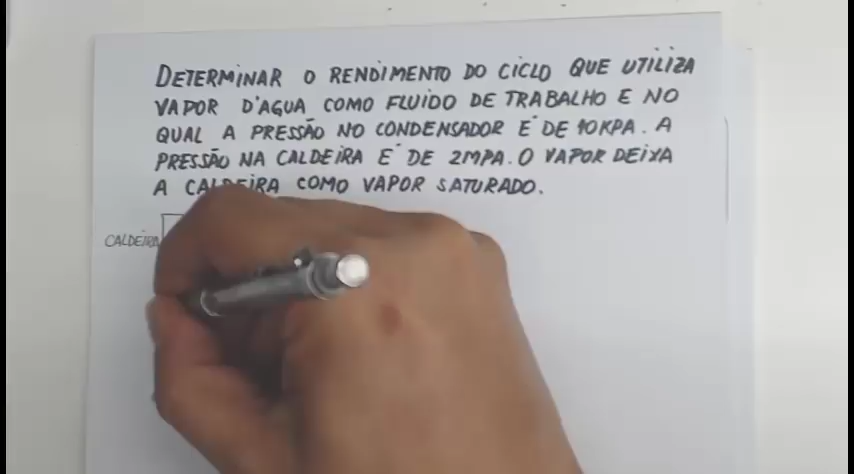 DETERMINAR O RENDIMENTO DO CICLO QUE UTILIZA
VAPOR D'AGUA COMO FLUIDO DE TRABALHO E NO
QUAL A PRESSÃO NO CONDENSADOR É DE 10KPA. A
PRESSÃO NA CALDEIRA É DE 2MPA. O VAPOR DEIXA
A CALDEIRA COMO VAPOR SATURADO.
CALDEIRA